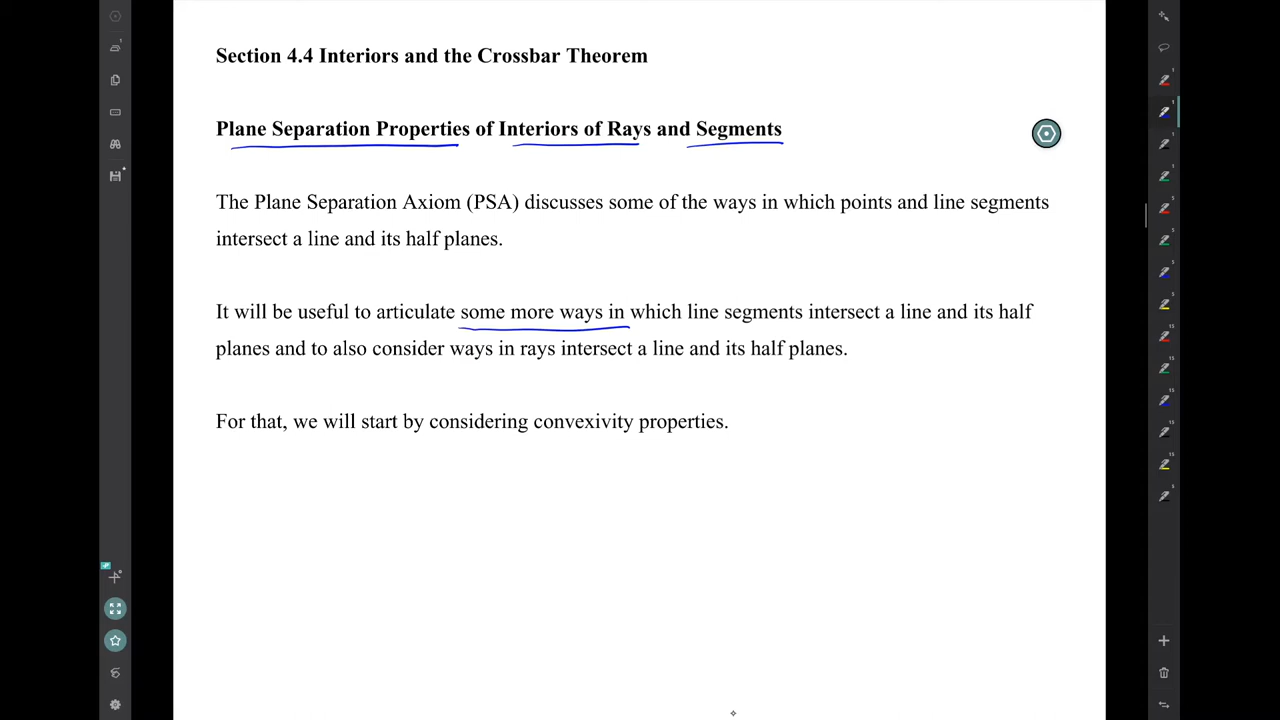 Section 4.4 Interiors and the Crossbar Theorem
Plane Separation Properties of Interiors of Rays and Segments
The Plane Separation Axiom (PSA) discusses some of the ways in which points and line segments
intersect a line and its half planes.
It will be useful to articulate some more ways in which line segments intersect a line and its half
planes and to also consider ways in rays intersect a line and its half planes.
For that, we will start by considering convexivity properties.